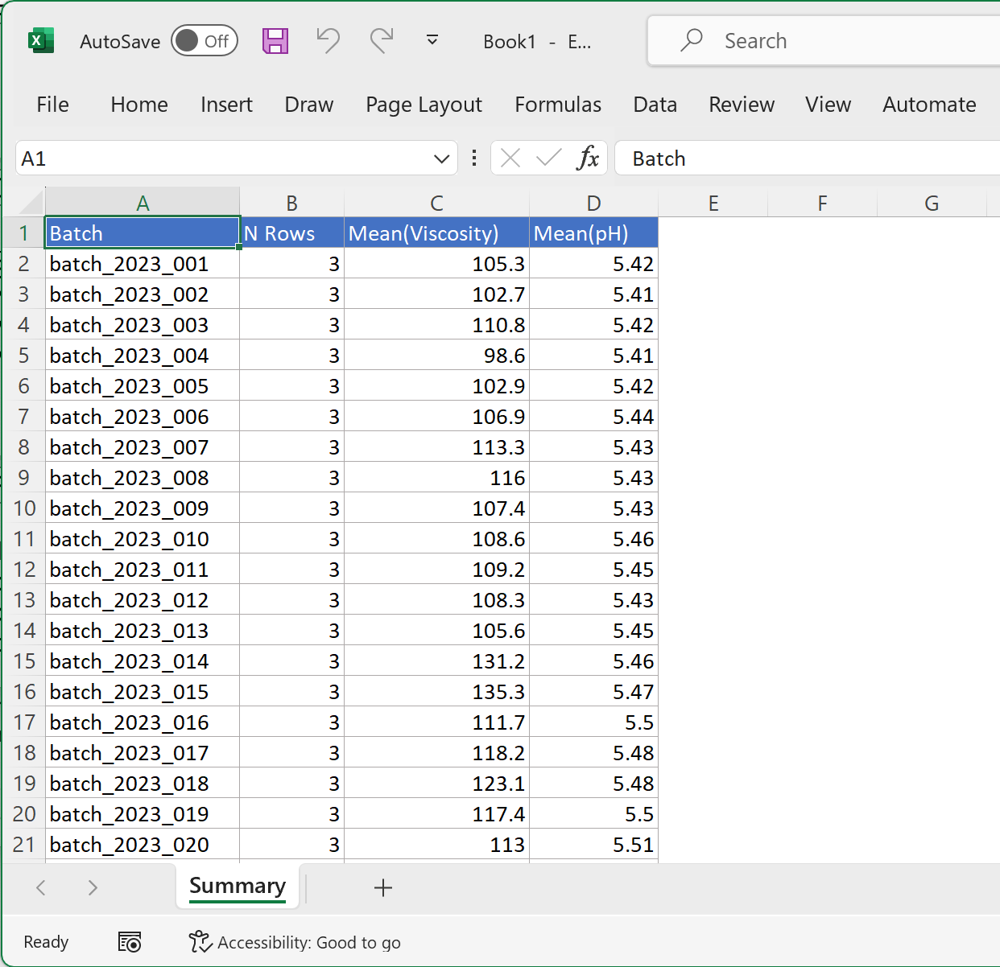 AutoSave Off Book1 - E... Search
File Home Insert Draw Page Layout Formulas Data Review View Automate
A1 fx Batch
A B C D E F G
1 Batch N Rows Mean(Viscosity) Mean(pH)
2 batch_2023_001 3 105.3 5.42
3 batch_2023_002 3 102.7 5.41
4 batch_2023_003 3 110.8 5.42
5 batch_2023_004 3 98.6 5.41
6 batch_2023_005 3 102.9 5.42
7 batch_2023_006 3 106.9 5.44
8 batch_2023_007 3 113.3 5.43
9 batch_2023_008 3 116 5.43
10 batch_2023_009 3 107.4 5.43
11 batch_2023_010 3 108.6 5.46
12 batch_2023_011 3 109.2 5.45
13 batch_2023_012 3 108.3 5.43
14 batch_2023_013 3 105.6 5.45
15 batch_2023_014 3 131.2 5.46
16 batch_2023_015 3 135.3 5.47
17 batch_2023_016 3 111.7 5.5
18 batch_2023_017 3 118.2 5.48
19 batch_2023_018 3 123.1 5.48
20 batch_2023_019 3 117.4 5.5
21 batch_2023_020 3 113 5.51
Summary
Ready Accessibility: Good to go